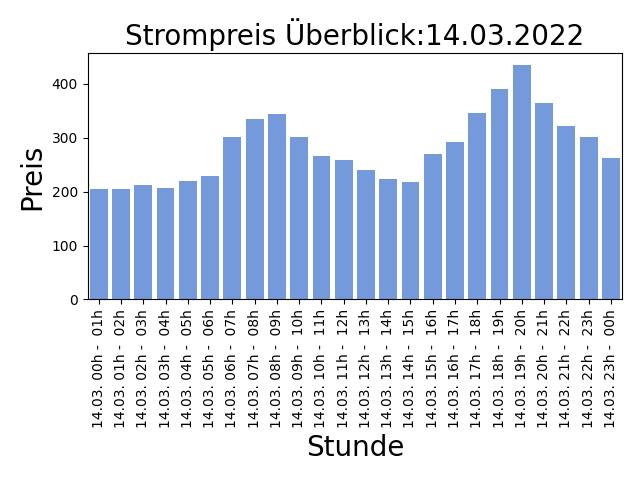 Strompreis Überblick:14.03.2022
Preis
400
300
200
100
0
14.03. 00h - 01h
14.03. 01h - 02h
14.03. 02h - 03h
14.03. 03h - 04h
14.03. 04h - 05h
14.03. 05h - 06h
14.03. 06h - 07h
14.03. 07h - 08h
14.03. 08h - 09h
14.03. 09h - 10h
14.03. 10h - 11h
14.03. 11h - 12h
14.03. 12h - 13h
14.03. 13h - 14h
14.03. 14h - 15h
14.03. 15h - 16h
14.03. 16h - 17h
14.03. 17h - 18h
14.03. 18h - 19h
14.03. 19h - 20h
14.03. 20h - 21h
14.03. 21h - 22h
14.03. 22h - 23h
14.03. 23h - 00h
Stunde